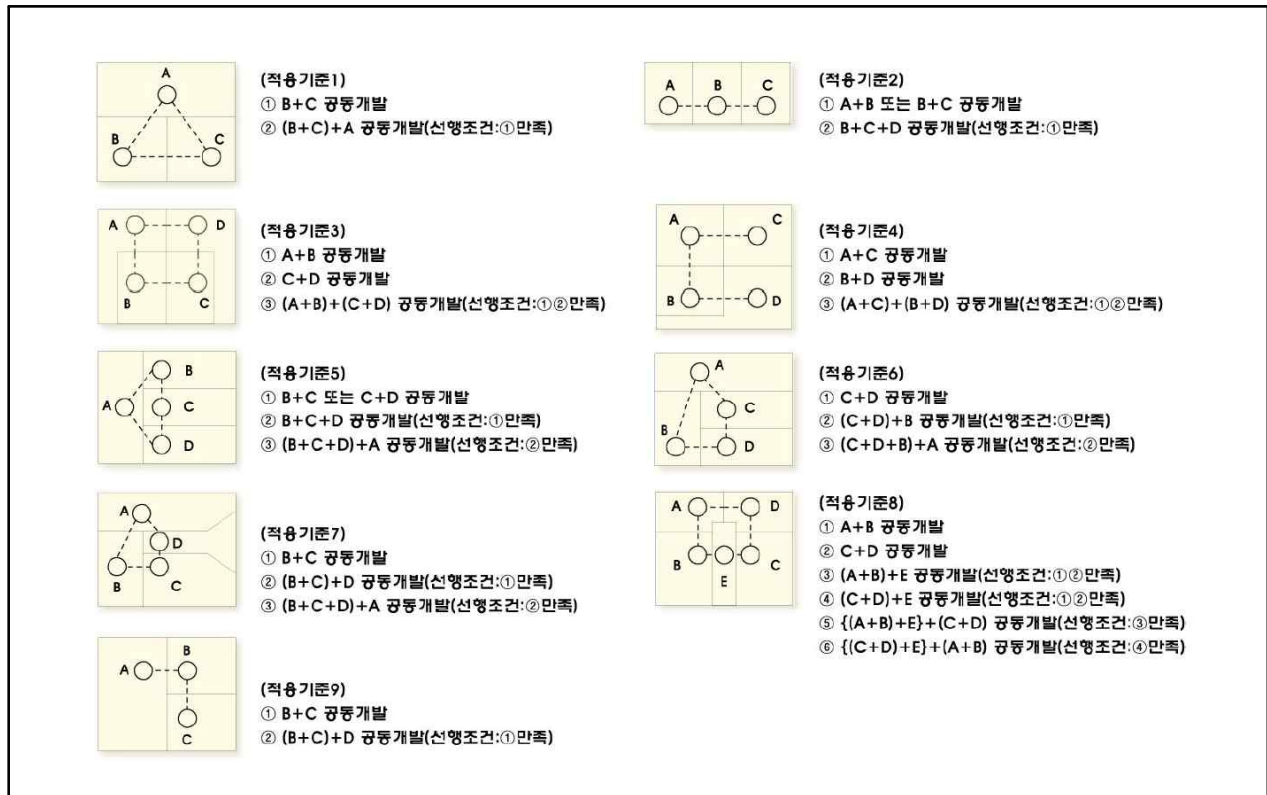 A
B
C
(적용기준1)
① B+C 공동개발
② (B+C)+A 공동개발(선행조건:①만족)
A B C
(적용기준2)
① A+B 또는 B+C 공동개발
② B+C+D 공동개발(선행조건:①만족)
A D
B C
(적용기준3)
① A+B 공동개발
② C+D 공동개발
③ (A+B)+(C+D) 공동개발(선행조건:①②만족)
A C
B D
(적용기준4)
① A+C 공동개발
② B+D 공동개발
③ (A+C)+(B+D) 공동개발(선행조건:①②만족)
B
A C
D
(적용기준5)
① B+C 또는 C+D 공동개발
② B+C+D 공동개발(선행조건:①만족)
③ (B+C+D)+A 공동개발(선행조건:②만족)
A
C
B
D
(적용기준6)
① C+D 공동개발
② (C+D)+B 공동개발(선행조건:①만족)
③ (C+D+B)+A 공동개발(선행조건:②만족)
A
D
B C
(적용기준7)
① B+C 공동개발
② (B+C)+D 공동개발(선행조건:①만족)
③ (B+C+D)+A 공동개발(선행조건:②만족)
A D
B C
E
(적용기준8)
① A+B 공동개발
② C+D 공동개발
③ (A+B)+E 공동개발(선행조건:①②만족)
④ (C+D)+E 공동개발(선행조건:①②만족)
⑤ {(A+B)+E}+(C+D) 공동개발(선행조건:③만족)
⑥ {(C+D)+E}+(A+B) 공동개발(선행조건:④만족)
B
A
C
(적용기준9)
① B+C 공동개발
② (B+C)+D 공동개발(선행조건:①만족)